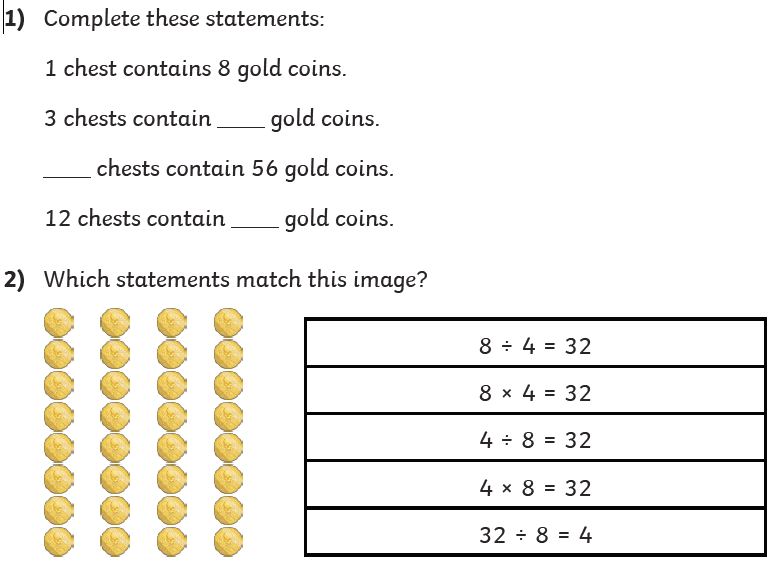 1) Complete these statements:
1 chest contains 8 gold coins.
3 chests contain ____ gold coins.
____ chests contain 56 gold coins.
12 chests contain ____ gold coins.
2) Which statements match this image?
8 ÷ 4 = 32
8 × 4 = 32
4 ÷ 8 = 32
4 × 8 = 32
32 ÷ 8 = 4